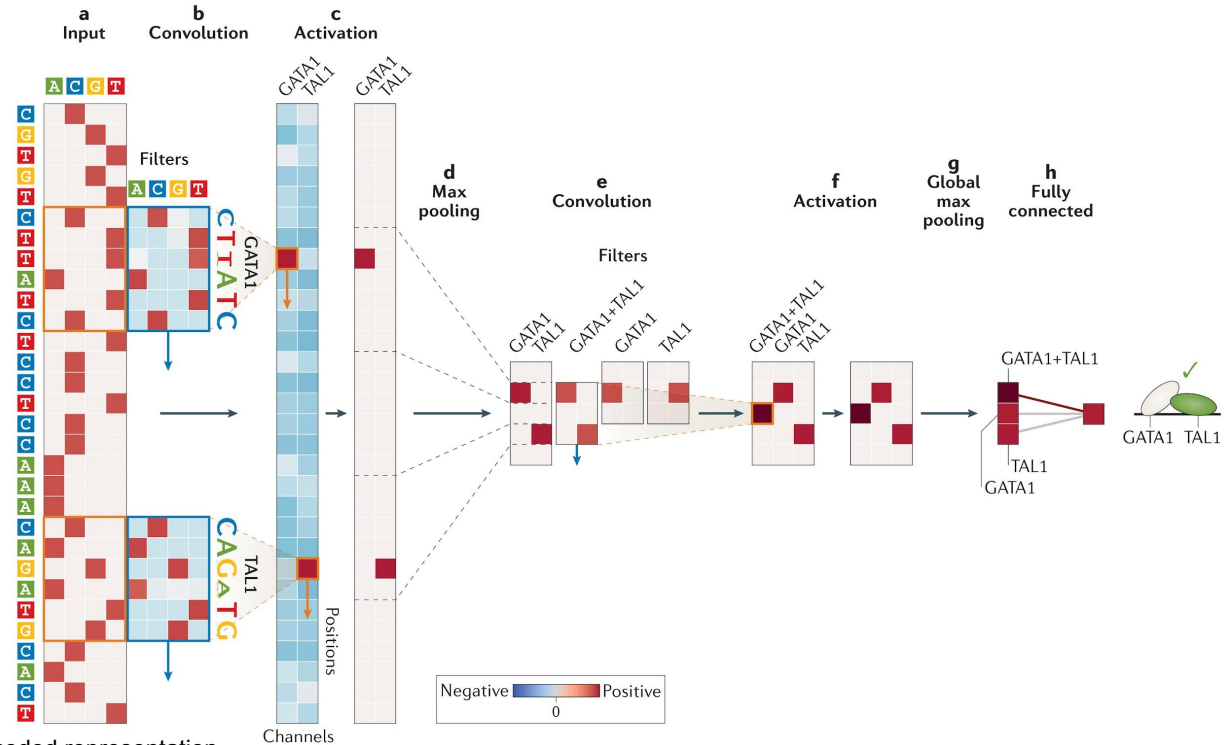 a
Input
b
Convolution
c
Activation
GATA1
TAL1
GATA1
TAL1
A C G T
C
G
T
G
T
C
T
T
A
T
C
T
C
C
T
C
C
A
A
A
C
A
G
A
T
G
C
A
C
T
Filters
A C G T
CTTATC
GATA1
CAGATG
TAL1
Positions
Channels
d
Max
pooling
e
Convolution
Filters
GATA1
TAL1
GATA1+TAL1
GATA1
TAL1
f
Activation
GATA1+TAL1
GATA1
TAL1
g
Global
max
pooling
h
Fully
connected
GATA1+TAL1
TAL1
GATA1
✓
GATA1
TAL1
Negative
Positive
0
representation